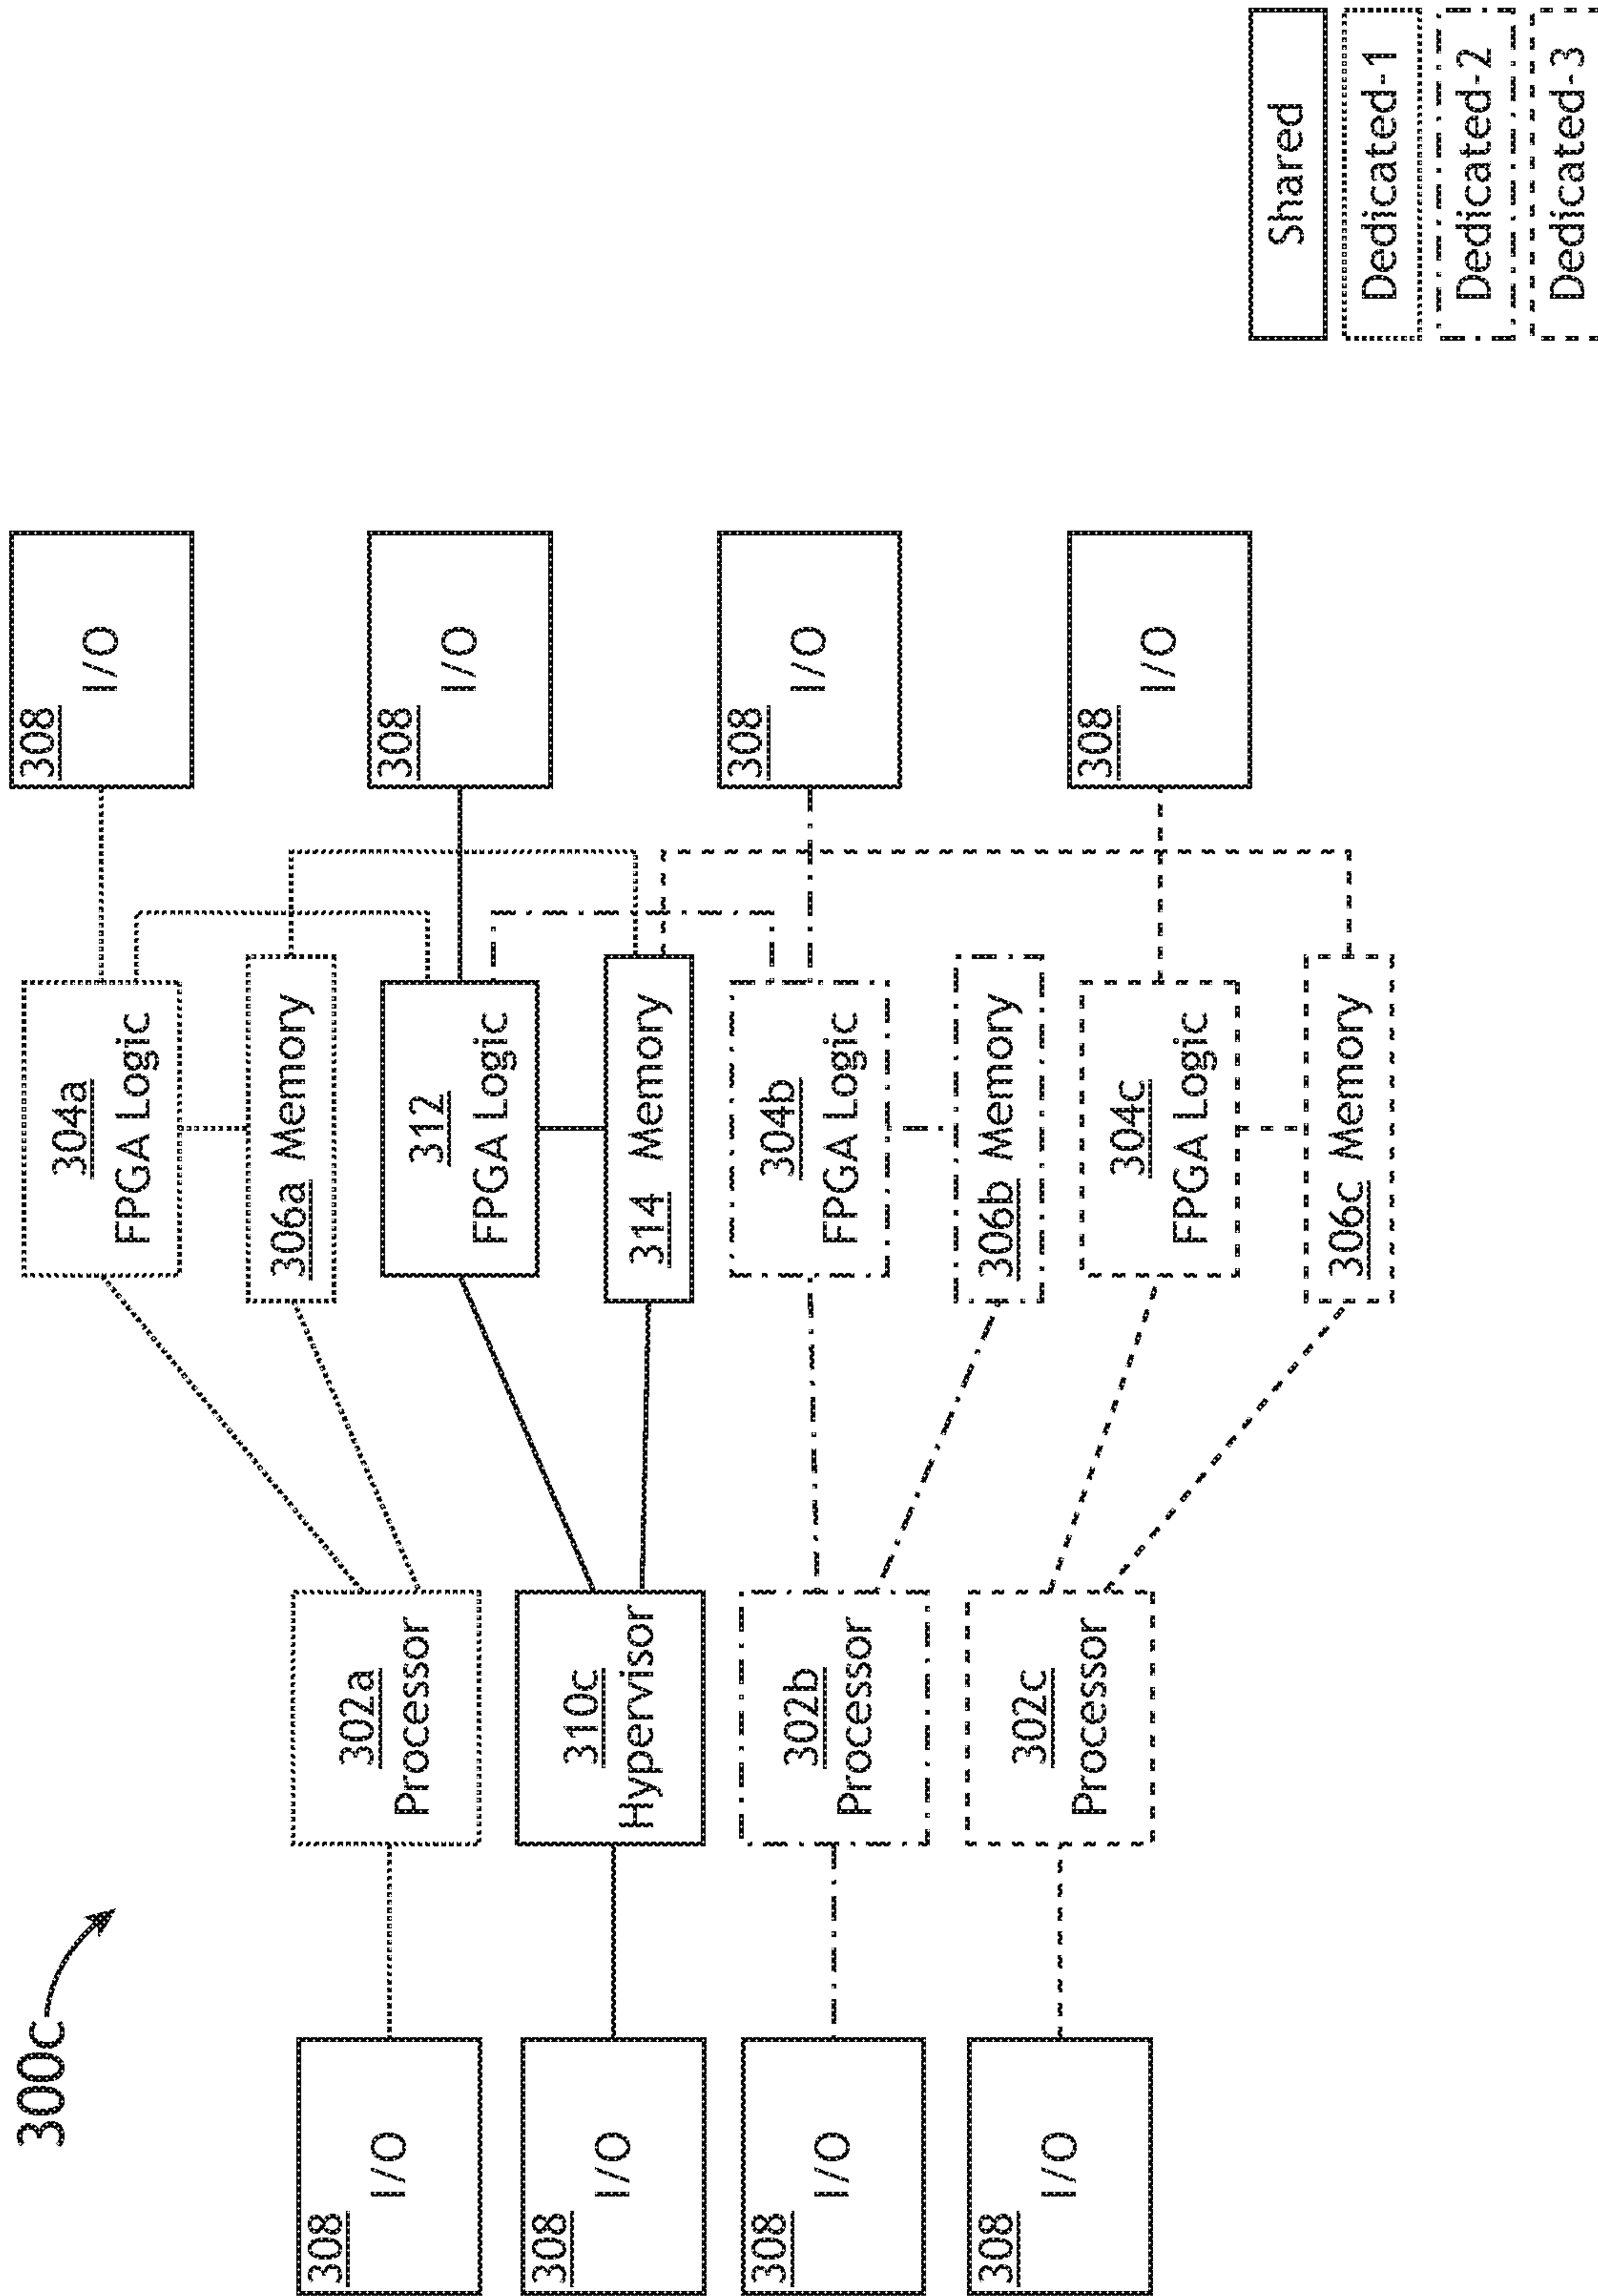 300c
308
I/O
308
I/O
308
I/O
308
I/O
302a
Processor
310c
Hypervisor
302b
Processor
302c
Processor
304a
FPGA Logic
306a Memory
312
FPGA Logic
314 Memory
304b
FPGA Logic
306b Memory
304c
FPGA Logic
306c Memory
308
I/O
308
I/O
308
I/O
308
I/O
Shared
Dedicated-1
Dedicated-2
Dedicated-3